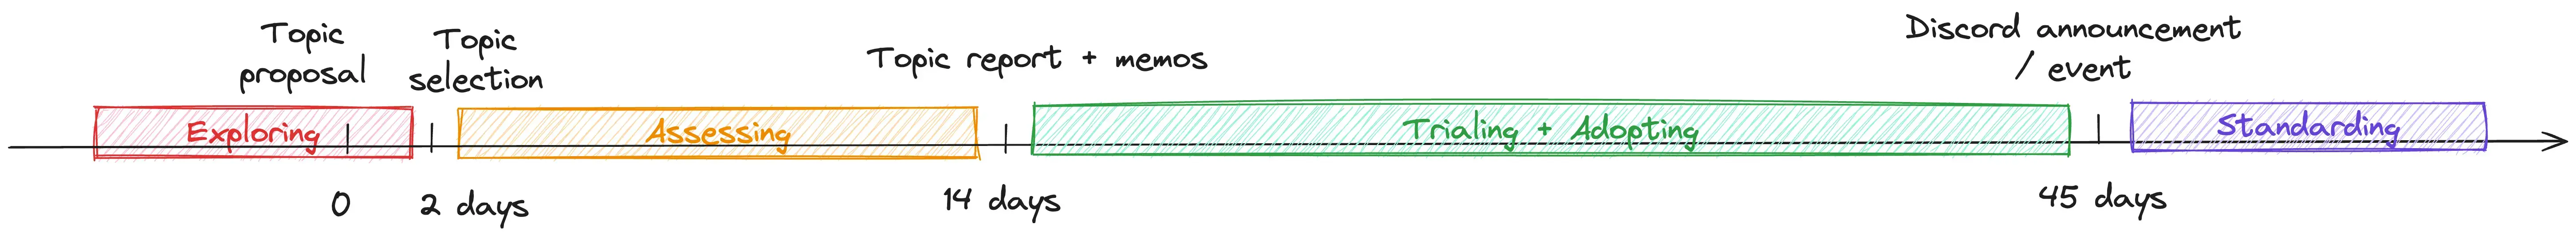 Topic
proposal
Topic
selection
Topic report + memos
Discord announcement
/ event
Exploring
Assessing
Trialing + Adopting
Standarding
0
2 days
14 days
45 days